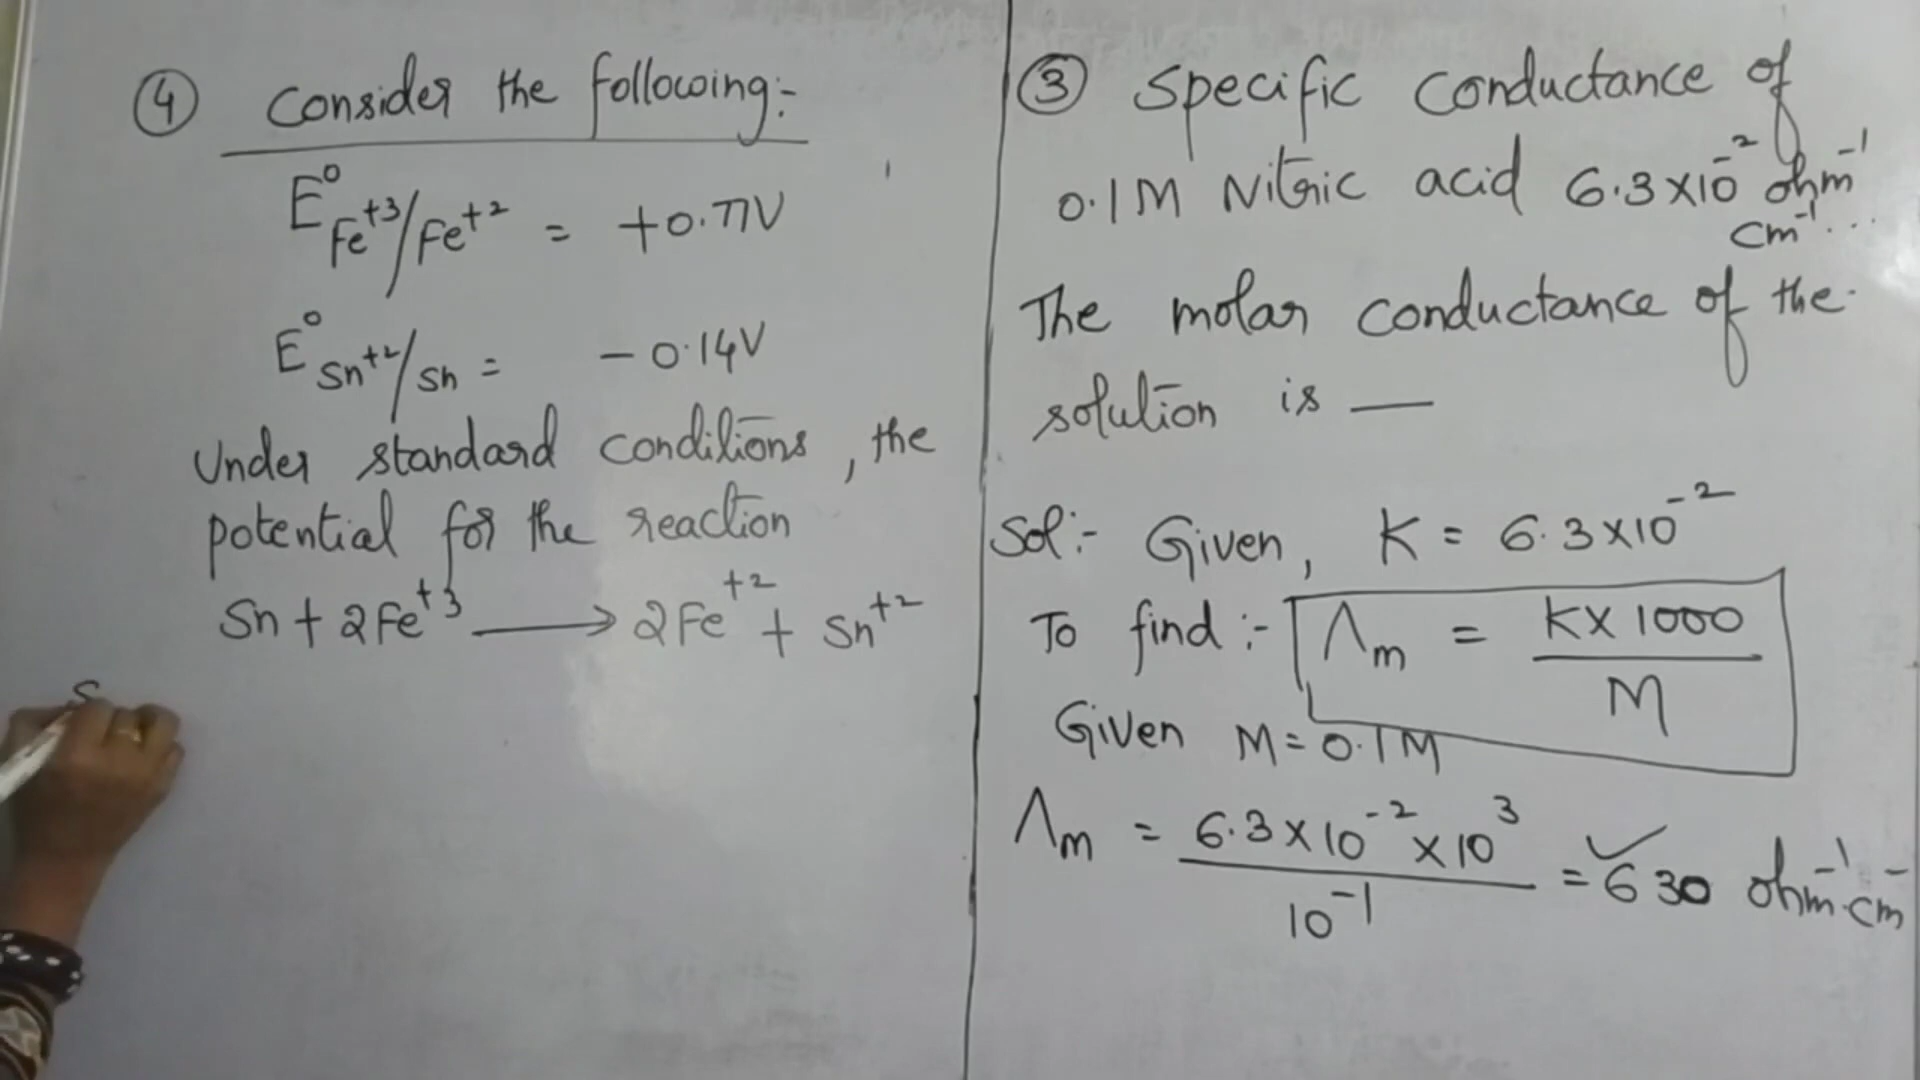 ④ Consider the following:-
E⁰ Fe⁺³/Fe⁺² = +0.77V
E⁰ Sn⁺²/Sn = - 0.14V
Under standard conditions, the
potential for the reaction
Sn + 2Fe⁺³ ⟶ 2Fe⁺² + Sn⁺²
S
③ Specific conductance of
0.1M Nitric acid 6.3×10⁻² ohm⁻¹
cm⁻¹...
The molar conductance of the
solution is —
Sol:- Given, K = 6.3×10⁻²
To find :- Λm = K×1000 / M
Given M=0.1M
Λm = 6.3×10⁻²×10³ / 10⁻¹ = 630 ohm⁻¹cm⁻